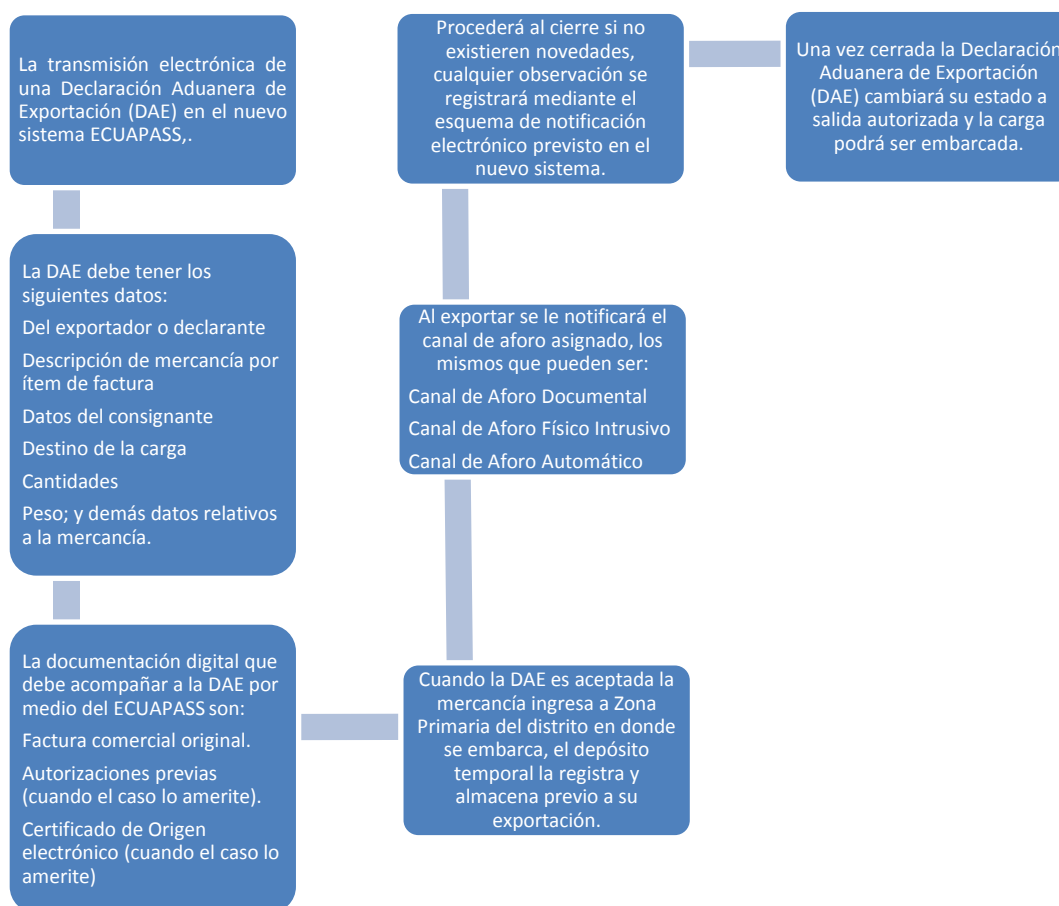 La transmisión electrónica de
una Declaración Aduanera de
Exportación (DAE) en el nuevo
sistema ECUAPASS,.
La DAE debe tener los
siguientes datos:
Del exportador o declarante
Descripción de mercancía por
ítem de factura
Datos del consignante
Destino de la carga
Cantidades
Peso; y demás datos relativos
a la mercancía.
La documentación digital que
debe acompañar a la DAE por
medio del ECUAPASS son:
Factura comercial original.
Autorizaciones previas
(cuando el caso lo amerite).
Certificado de Origen
electrónico (cuando el caso lo
amerite)
Cuando la DAE es aceptada la
mercancía ingresa a Zona
Primaria del distrito en donde
se embarca, el depósito
temporal la registra y
almacena previo a su
exportación.
Al exportar se le notificará el
canal de aforo asignado, los
mismos que pueden ser:
Canal de Aforo Documental
Canal de Aforo Físico Intrusivo
Canal de Aforo Automático
Procederá al cierre si no
existieren novedades,
cualquier observación se
registrará mediante el
esquema de notificación
electrónico previsto en el
nuevo sistema.
Una vez cerrada la Declaración
Aduanera de Exportación
(DAE) cambiará su estado a
salida autorizada y la carga
podrá ser embarcada.